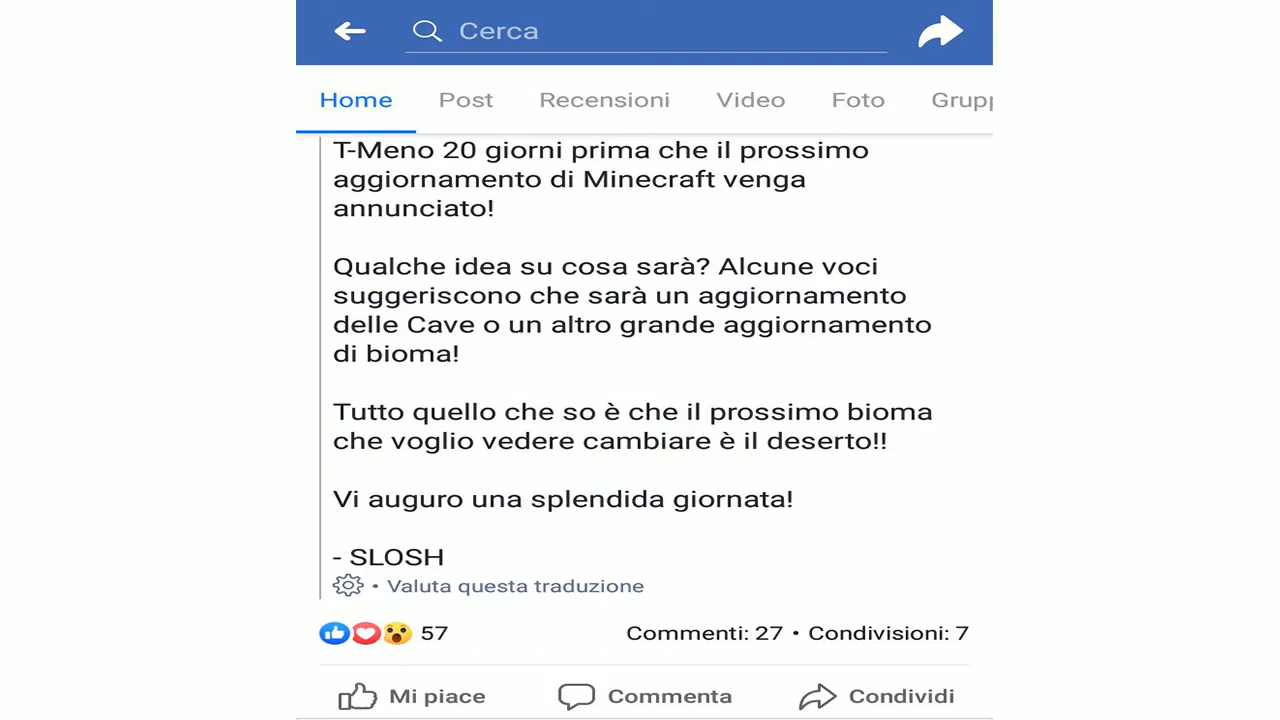 Cerca
Home Post Recensioni Video Foto Grupp
T-Meno 20 giorni prima che il prossimo
aggiornamento di Minecraft venga
annunciato!
Qualche idea su cosa sarà? Alcune voci
suggeriscono che sarà un aggiornamento
delle Cave o un altro grande aggiornamento
di bioma!
Tutto quello che so è che il prossimo bioma
che voglio vedere cambiare è il deserto!!
Vi auguro una splendida giornata!
- SLOSH
• Valuta questa traduzione
57 Commenti: 27 • Condivisioni: 7
Mi piace Commenta Condividi